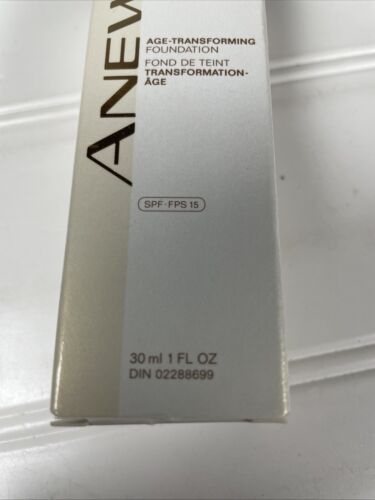 ANEW
AGE-TRANSFORMING
FOUNDATION
FOND DE TEINT
TRANSFORMATION-
ÂGE
SPF-FPS 15
30 ml 1 FL OZ
DIN 02288699